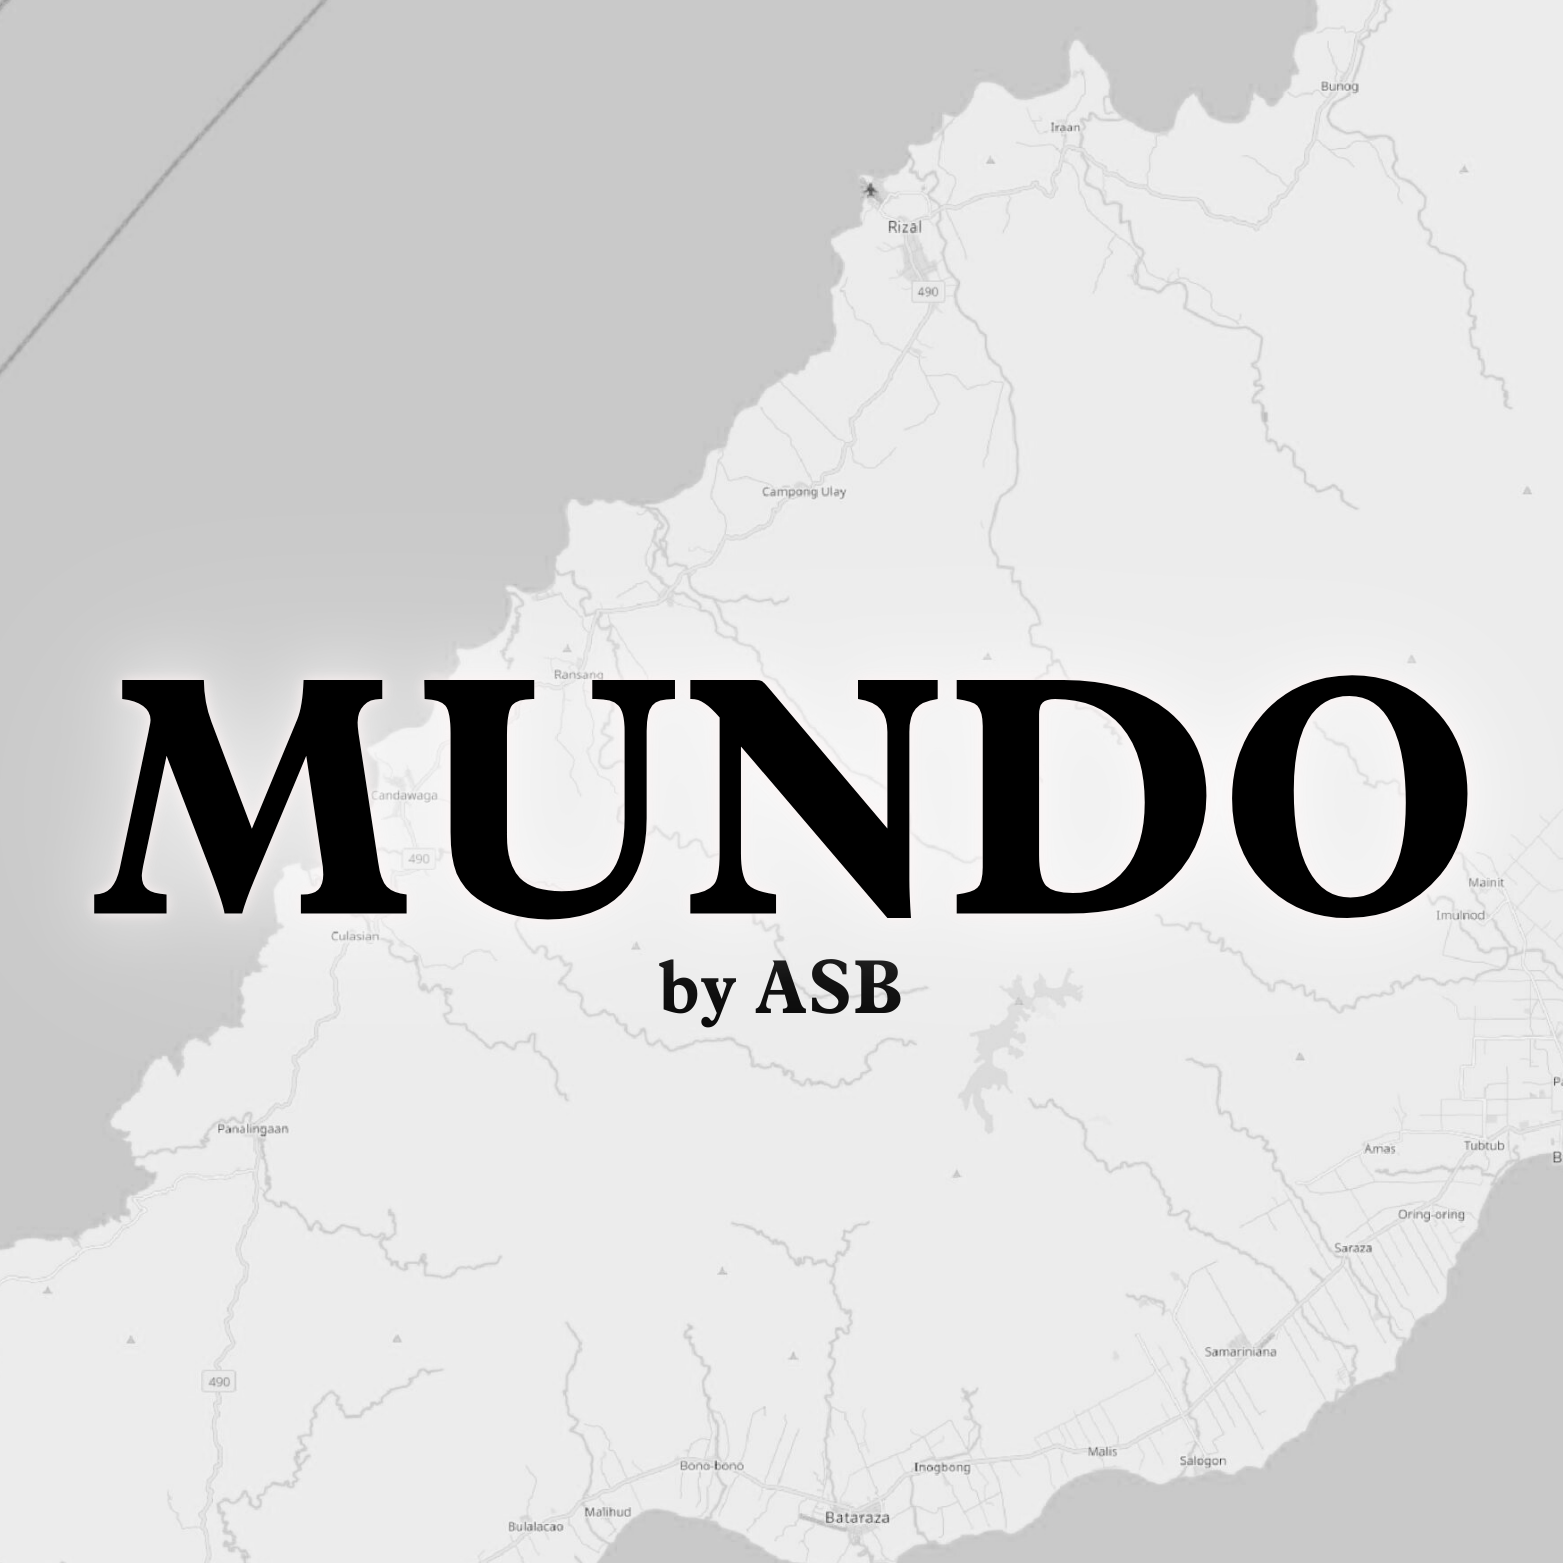 Bunog
Iraan
Rizal
490
Campong Ulay
Ransang
MUNDO
Candawaga
490
Mainit
Imulnod
Culasian
by ASB
Panalingaan
Amas
Tubtub
Oring-oring
Saraza
Samariniana
490
Malis
Salogon
Bono-bono
Inogbong
Malihud
Bataraza
Bulalacao